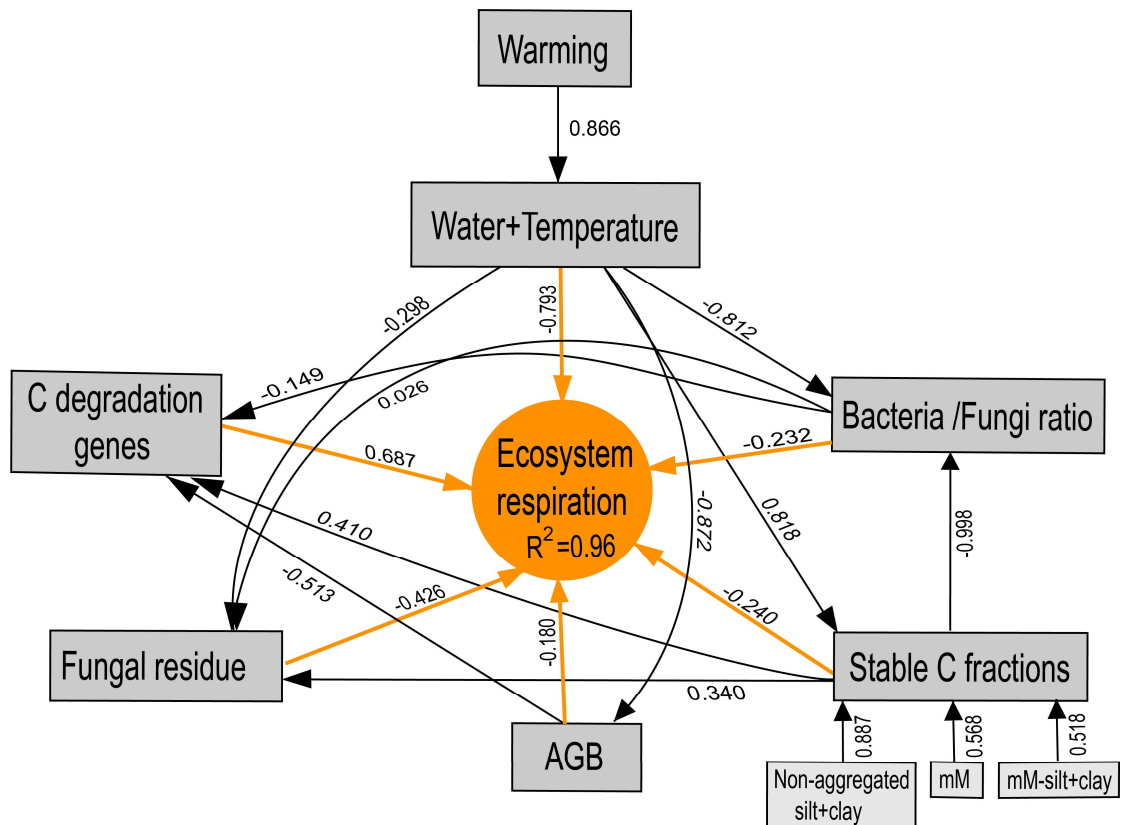 Warming
0.866
Water+Temperature
-0.298
-0.793
-0.812
-0.149
0.026
C degradation
genes
Bacteria /Fungi ratio
-0.232
0.687
Ecosystem
respiration
R²=0.96
0.410
-0.872
0.818
-0.998
-0.513
-0.426
-0.180
-0.240
Fungal residue
Stable C fractions
0.340
AGB
0.887
0.568
0.518
Non-aggregated
silt+clay
mM
mM-silt+clay